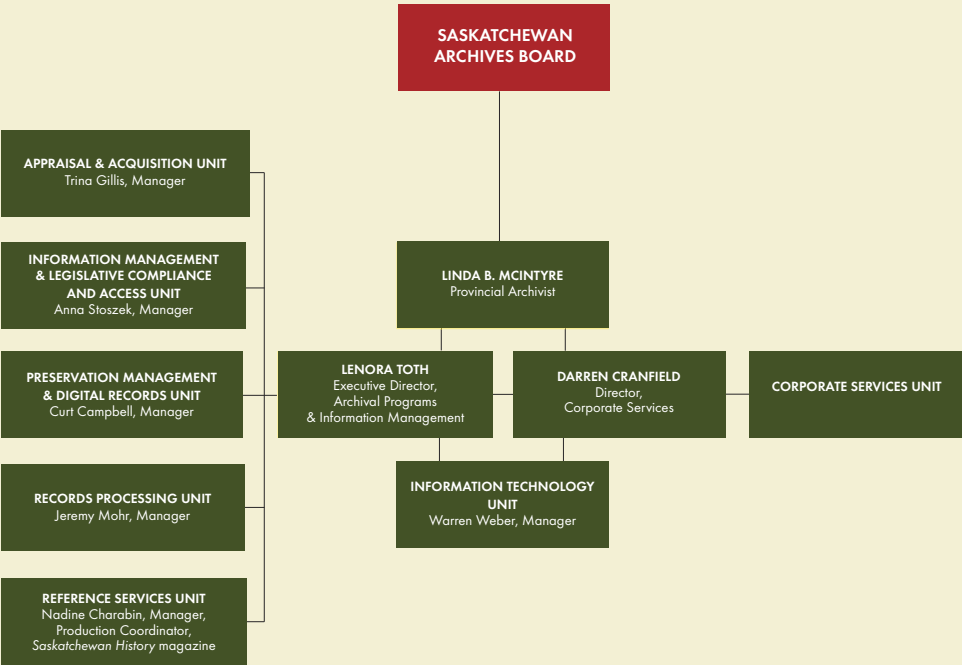 SASKATCHEWAN
ARCHIVES BOARD
APPRAISAL & ACQUISITION UNIT
Trina Gillis, Manager
INFORMATION MANAGEMENT
& LEGISLATIVE COMPLIANCE
AND ACCESS UNIT
Anna Stoszek, Manager
LINDA B. MCINTYRE
Provincial Archivist
PRESERVATION MANAGEMENT
& DIGITAL RECORDS UNIT
Curt Campbell, Manager
LENORA TOTH
Executive Director,
Archival Programs
& Information Management
DARREN CRANFIELD
Director,
Corporate Services
CORPORATE SERVICES UNIT
RECORDS PROCESSING UNIT
Jeremy Mohr, Manager
INFORMATION TECHNOLOGY
UNIT
Warren Weber, Manager
REFERENCE SERVICES UNIT
Nadine Charabin, Manager,
Production Coordinator,
Saskatchewan History magazine